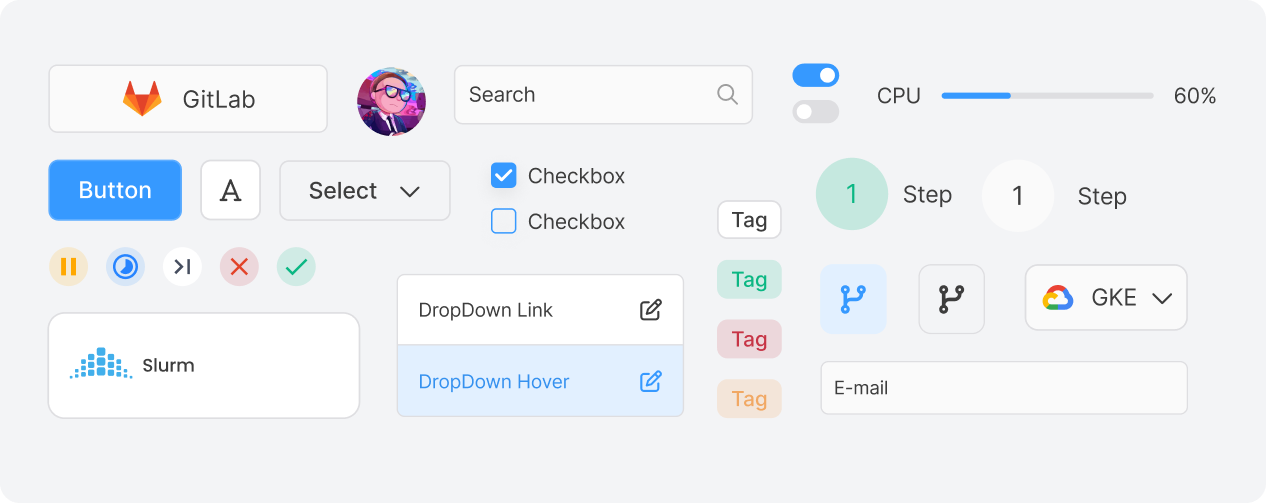 GitLab
Search
CPU
60%
Button
A
Select
Checkbox
Checkbox
Tag
Tag
Tag
Tag
1
Step
1
Step
DropDown Link
DropDown Hover
Slurm
GKE
E-mail